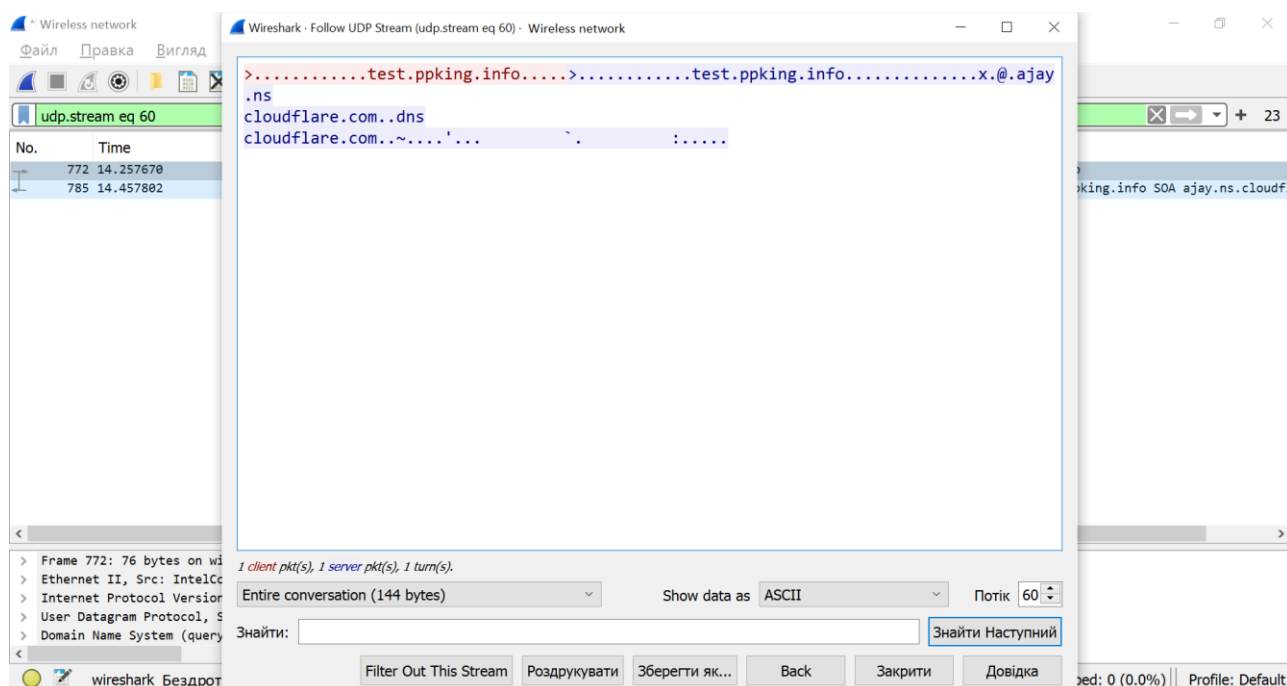 * Wireless network
Wireshark · Follow UDP Stream (udp.stream eq 60) · Wireless network
Файл Правка Вигляд
>............test.ppking.info.....>............test.ppking.info..............x.@.ajay
.ns
cloudflare.com..dns
cloudflare.com..~....'... `. :.....
udp.stream eq 60
+ 23
No. Time
772 14.257670
785 14.457802
pking.info SOA ajay.ns.cloudf
1 client pkt(s), 1 server pkt(s), 1 turn(s).
Entire conversation (144 bytes)
Show data as ASCII
Потік 60
Знайти:
Знайти Наступний
Filter Out This Stream Роздрукувати Зберегти як... Back Закрити Довідка
> Frame 772: 76 bytes on wi
> Ethernet II, Src: IntelCo
> Internet Protocol Version
> User Datagram Protocol, S
> Domain Name System (query
wireshark Бездрот
ped: 0 (0.0%) Profile: Default